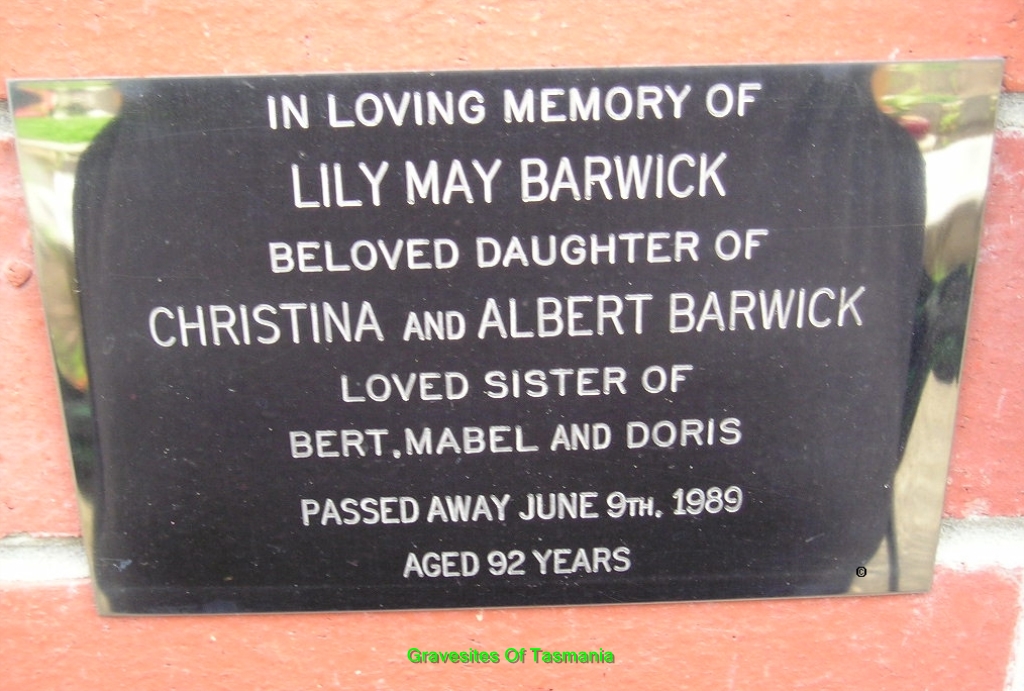 IN LOVING MEMORY OF
LILY MAY BARWICK
BELOVED DAUGHTER OF
CHRISTINA AND ALBERT BARWICK
LOVED SISTER OF
BERT, MABEL AND DORIS
PASSED AWAY JUNE 9TH. 1989
AGED 92 YEARS
©
Gravesites Of Tasmania